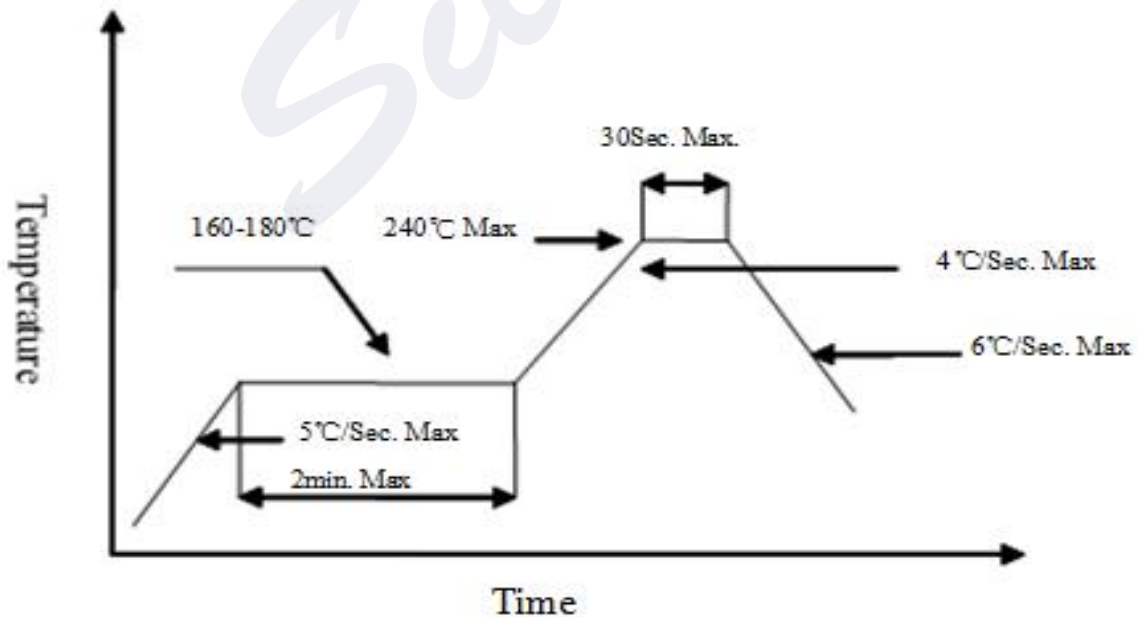 30Sec. Max.
160-180℃
240℃ Max
4℃/Sec. Max
6℃/Sec. Max
5℃/Sec. Max
2min. Max
Temperature
Time